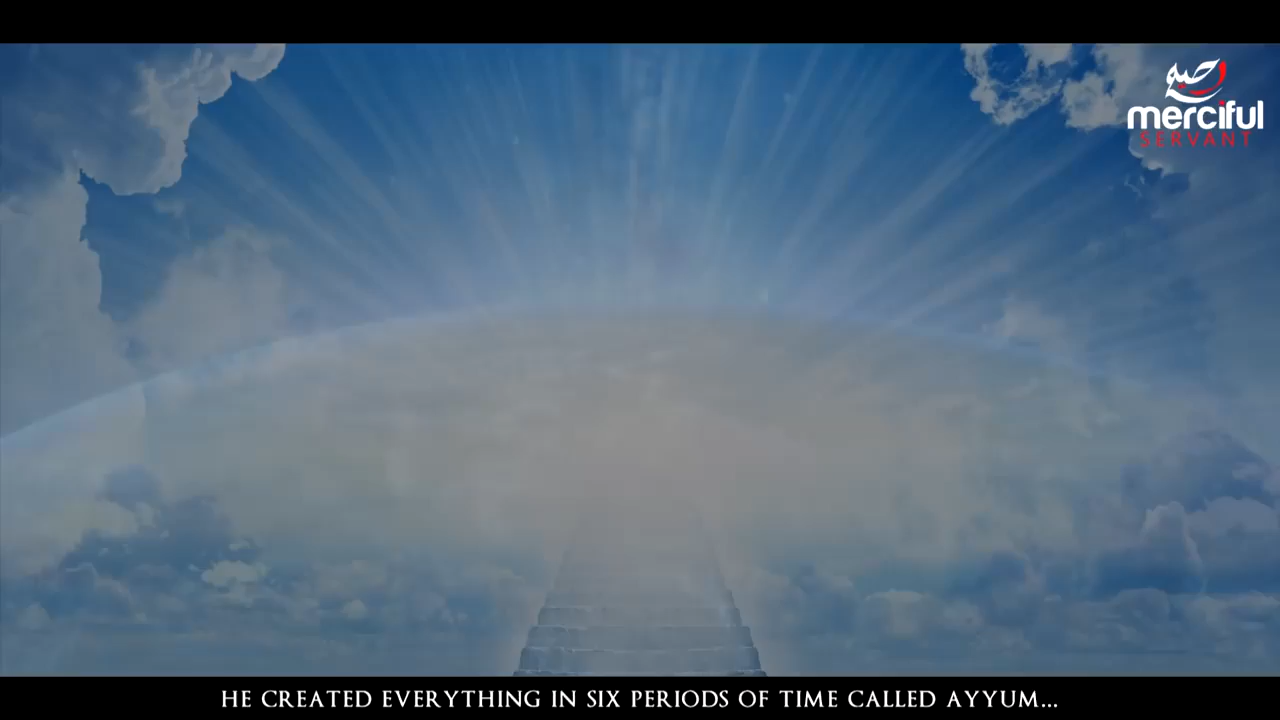 merciful
SERVANT
HE CREATED EVERYTHING IN SIX PERIODS OF TIME CALLED AYYUM...